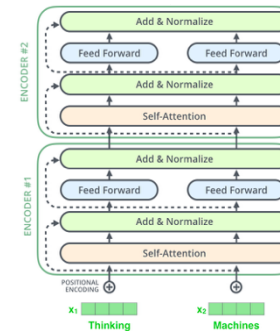 ENCODER #2
Add & Normalize
Feed Forward Feed Forward
Add & Normalize
Self-Attention
ENCODER #1
Add & Normalize
Feed Forward Feed Forward
Add & Normalize
Self-Attention
POSITIONAL
ENCODING
X₁ X₂
Thinking Machines